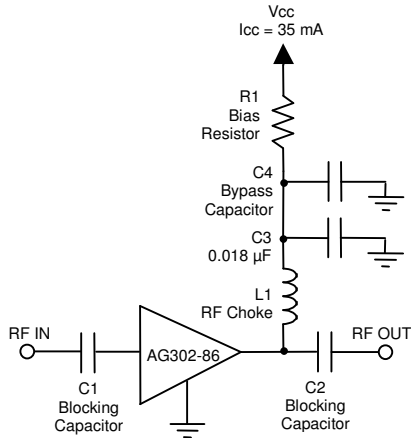 Vcc
Icc = 35 mA
R1
Bias
Resistor
C4
Bypass
Capacitor
C3
0.018 µF
L1
RF Choke
RF IN
AG302-86
RF OUT
C1
Blocking
Capacitor
C2
Blocking
Capacitor